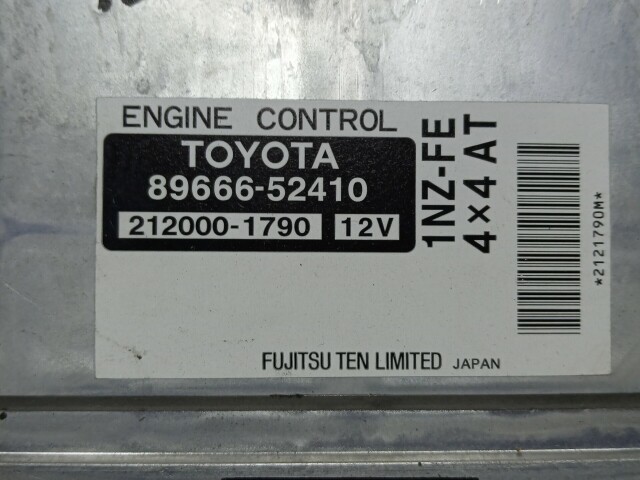 ENGINE CONTROL
TOYOTA
89666-52410
212000-1790 12V
1NZ-FE
4×4 AT
*2121790M*
FUJITSU TEN LIMITED JAPAN